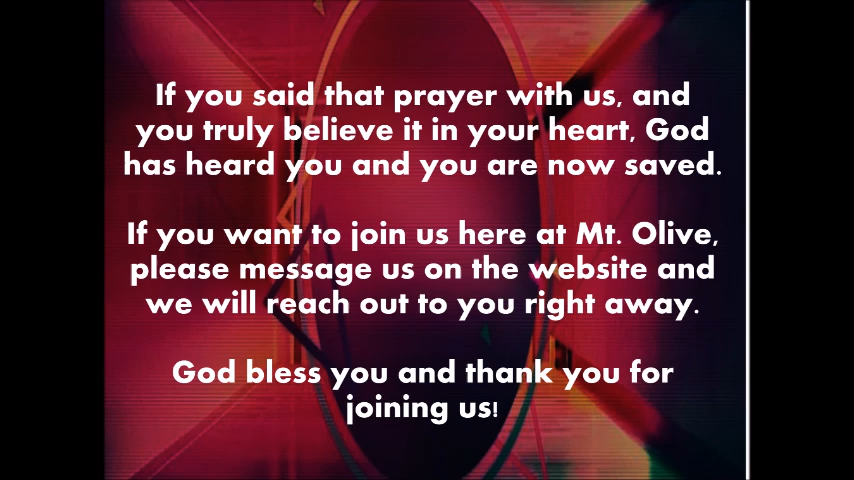 If you said that prayer with us, and
you truly believe it in your heart, God
has heard you and you are now saved.
If you want to join us here at Mt. Olive,
please message us on the website and
we will reach out to you right away.
God bless you and thank you for
joining us!